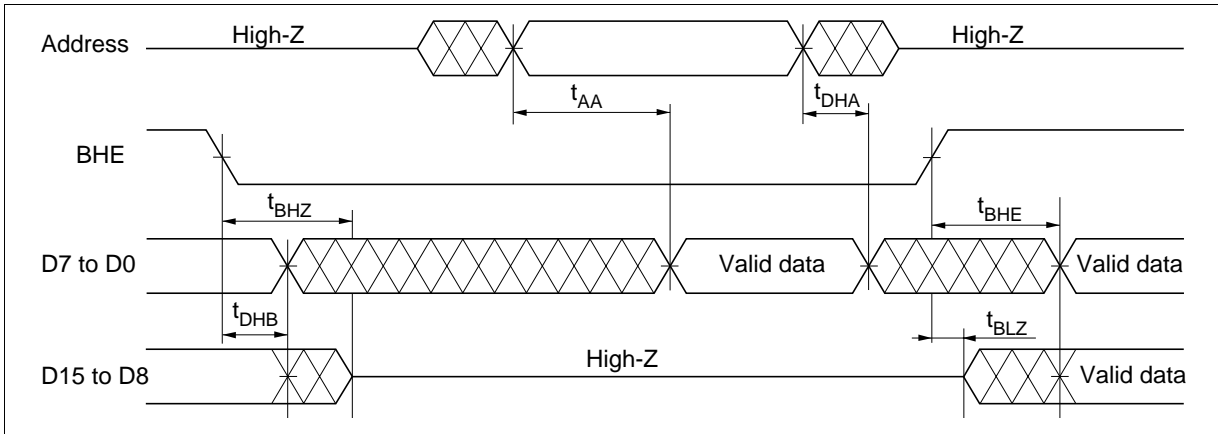 Address
High-Z
High-Z
tAA
tDHA
BHE
tBHZ
tBHE
D7 to D0
Valid data
Valid data
tDHB
tBLZ
D15 to D8
High-Z
Valid data